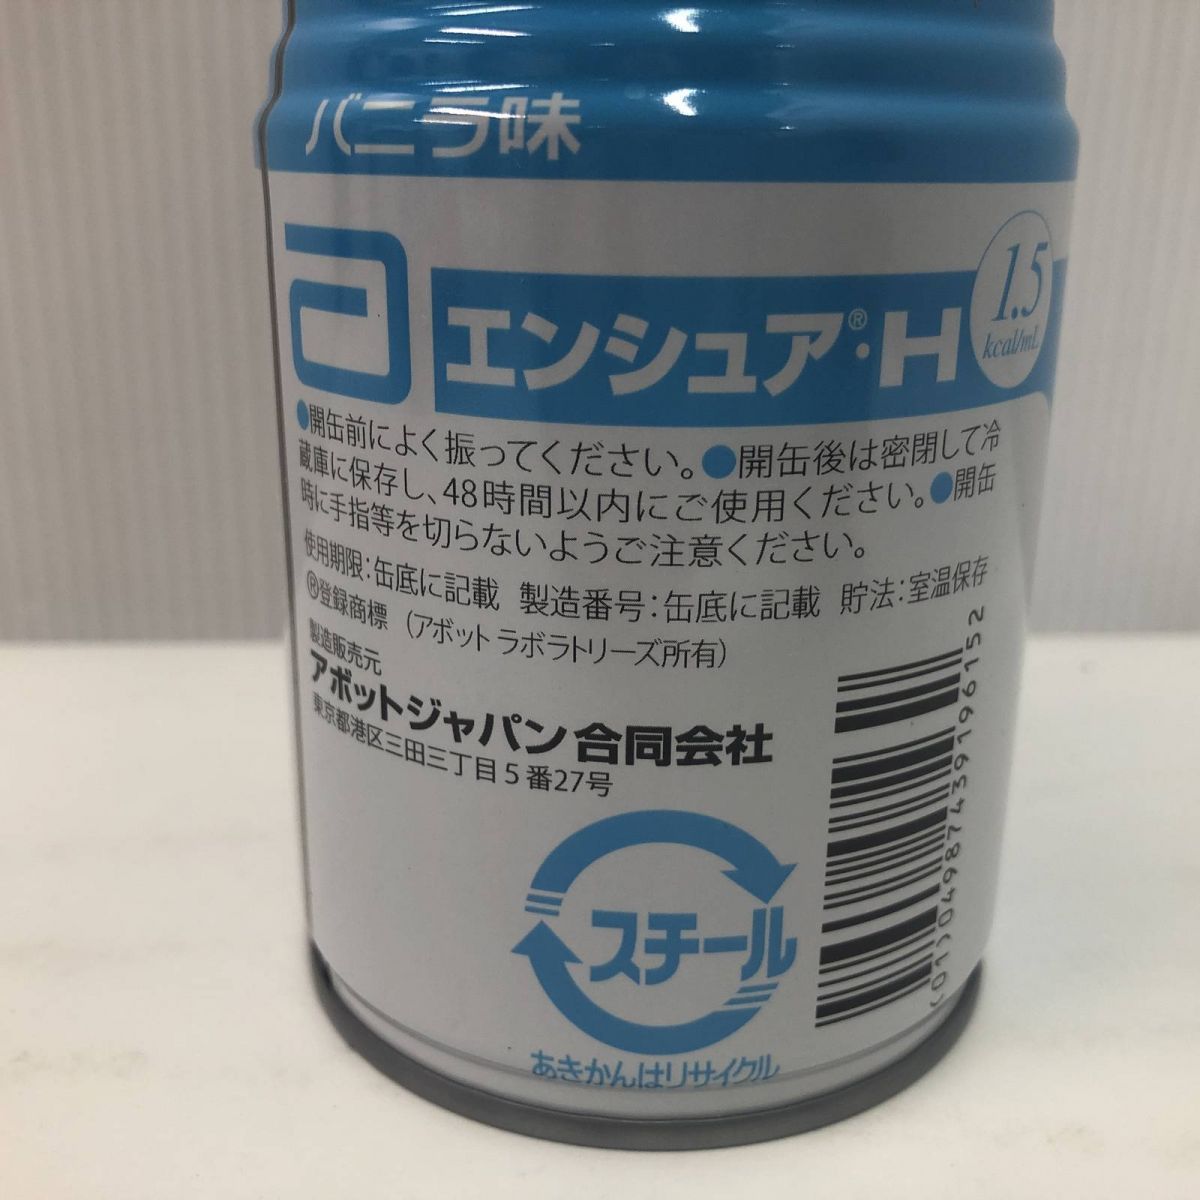 バニラ味
エンシュア®・H
1.5
kcal/mL
●開缶前によく振ってください。●開缶後は密閉して冷
蔵庫に保存し、48時間以内にご使用ください。●開缶
時に手指等を切らないようご注意ください。
使用期限:缶底に記載 製造番号:缶底に記載 貯法:室温保存
®登録商標 (アボット ラボラトリーズ所有)
製造販売元
アボットジャパン合同会社
東京都港区三田三丁目5番27号
(01)04987439196152
スチール
あきかんはリサイクル